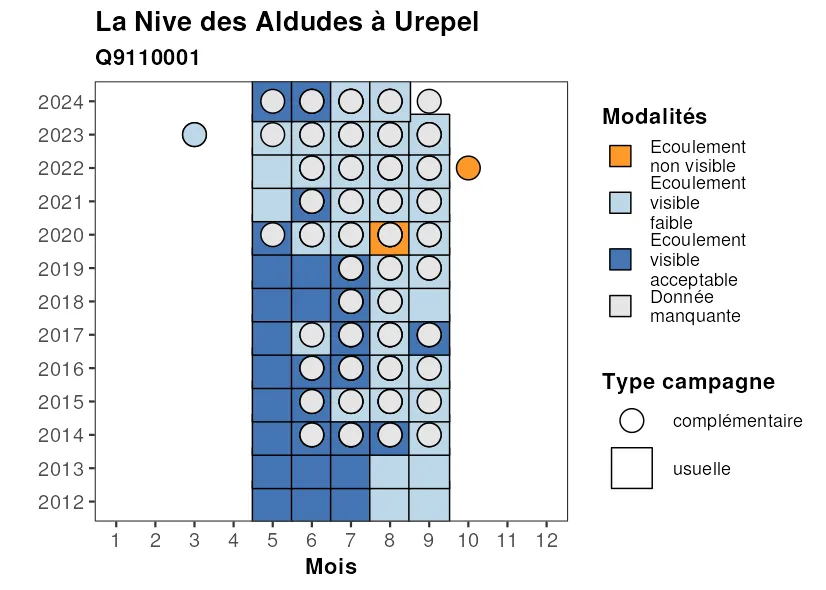 La Nive des Aldudes à Urepel
Q9110001
2024
2023
2022
2021
2020
2019
2018
2017
2016
2015
2014
2013
2012
1 2 3 4 5 6 7 8 9 10 11 12
Mois
Modalités
Ecoulement
non visible
Ecoulement
visible
faible
Ecoulement
visible
acceptable
Donnée
manquante
Type campagne
complémentaire
usuelle